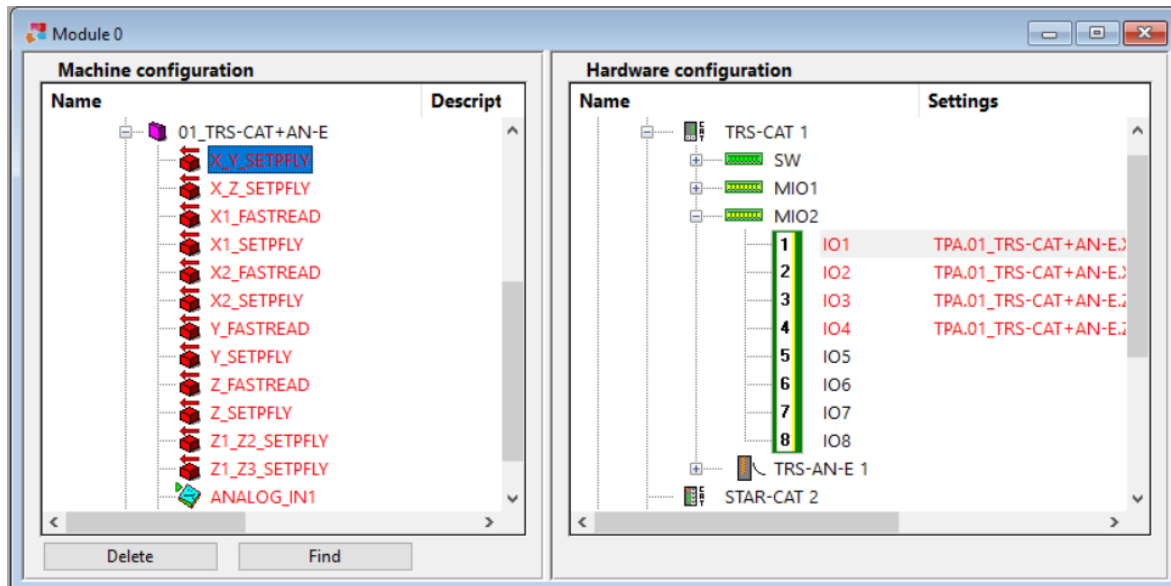 Module 0
Machine configuration
Name Descript
01_TRS-CAT+AN-E
X_Y_SETPFLY
X_Z_SETPFLY
X1_FASTREAD
X1_SETPFLY
X2_FASTREAD
X2_SETPFLY
Y_FASTREAD
Y_SETPFLY
Z_FASTREAD
Z_SETPFLY
Z1_Z2_SETPFLY
Z1_Z3_SETPFLY
ANALOG_IN1
Delete Find
Hardware configuration
Name Settings
TRS-CAT 1
SW
MIO1
MIO2
1 IO1 TPA.01_TRS-CAT+AN-E.X
2 IO2 TPA.01_TRS-CAT+AN-E.X
3 IO3 TPA.01_TRS-CAT+AN-E.Z
4 IO4 TPA.01_TRS-CAT+AN-E.Z
5 IO5
6 IO6
7 IO7
8 IO8
TRS-AN-E 1
STAR-CAT 2